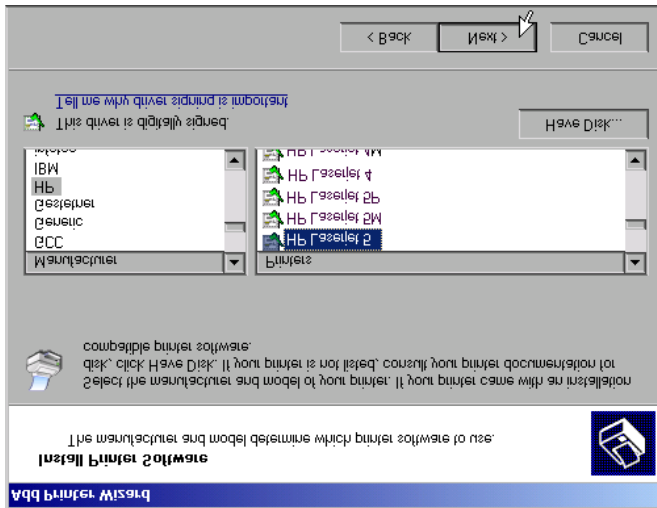 Add Printer Wizard
Install Printer Software
The manufacturer and model determine which printer software to use.
Select the manufacturer and model of your printer. If your printer came with an installation
disk, click Have Disk. If your printer is not listed, consult your printer documentation for
compatible printer software.
Manufacturer
GCC
Generic
Gestetner
HP
IBM
infotec
Printers
HP Laserjet 5
HP Laserjet 5M
HP Laserjet 5P
HP Laserjet 4
HP Laserjet 4M
This driver is digitally signed.
Have Disk...
Tell me why driver signing is important
< Back
Next >
Cancel